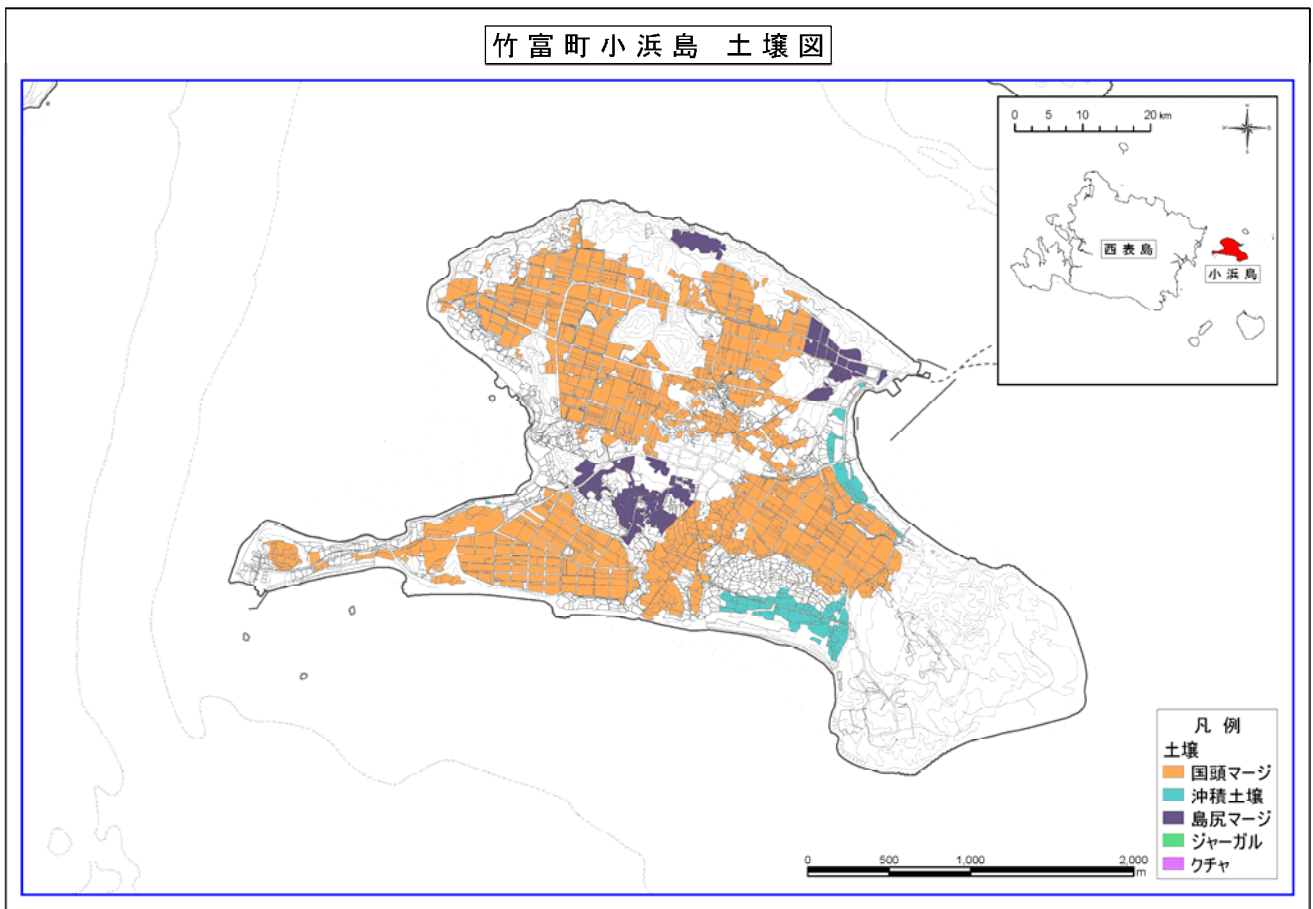 竹富町小浜島 土壌図
0 5 10 20 km
N
W E
S
西表島
小浜島
凡例
土壌
国頭マージ
沖積土壌
島尻マージ
ジャーガル
クチャ
0 500 1,000 2,000
m